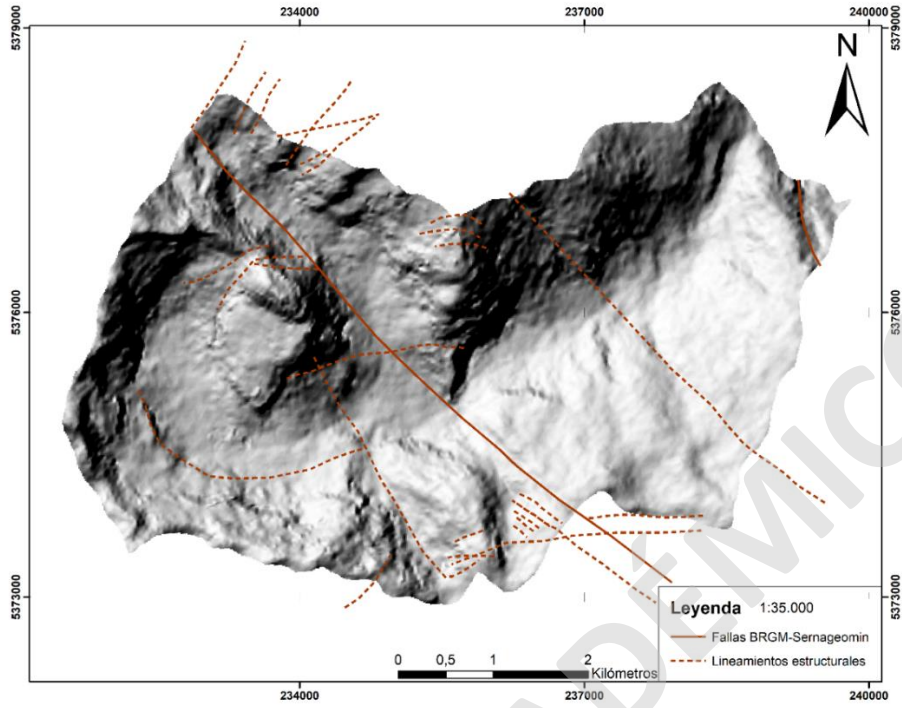 234000 237000 240000
5379000 5379000
N
5376000 5376000
5373000 5373000
Leyenda 1:35.000
Fallas BRGM-Sernageomin
Lineamientos estructurales
0 0,5 1 2
Kilómetros
234000 237000 240000
ADÉMICO